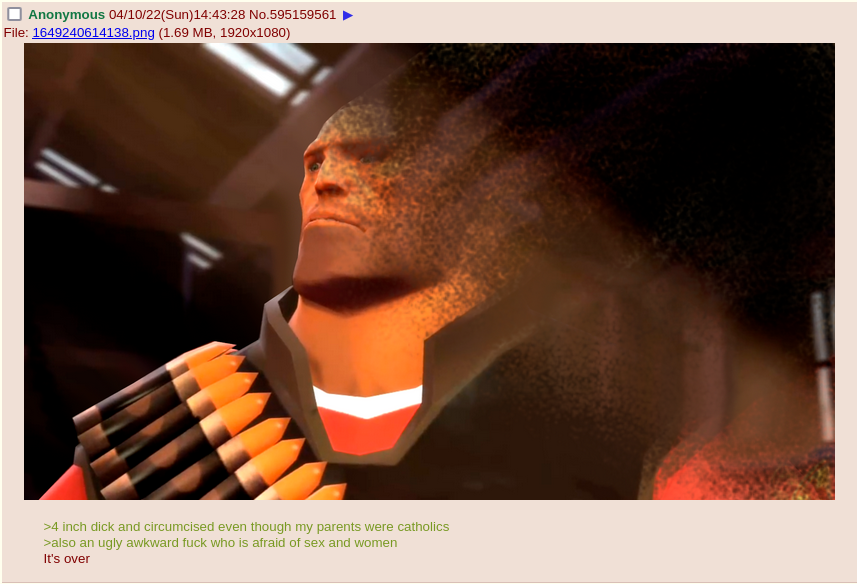 Anonymous 04/10/22(Sun)14:43:28 No.595159561 ▶
File: 1649240614138.png (1.69 MB, 1920x1080)
>4 inch dick and circumcised even though my parents were catholics
>also an ugly awkward fuck who is afraid of sex and women
It's over